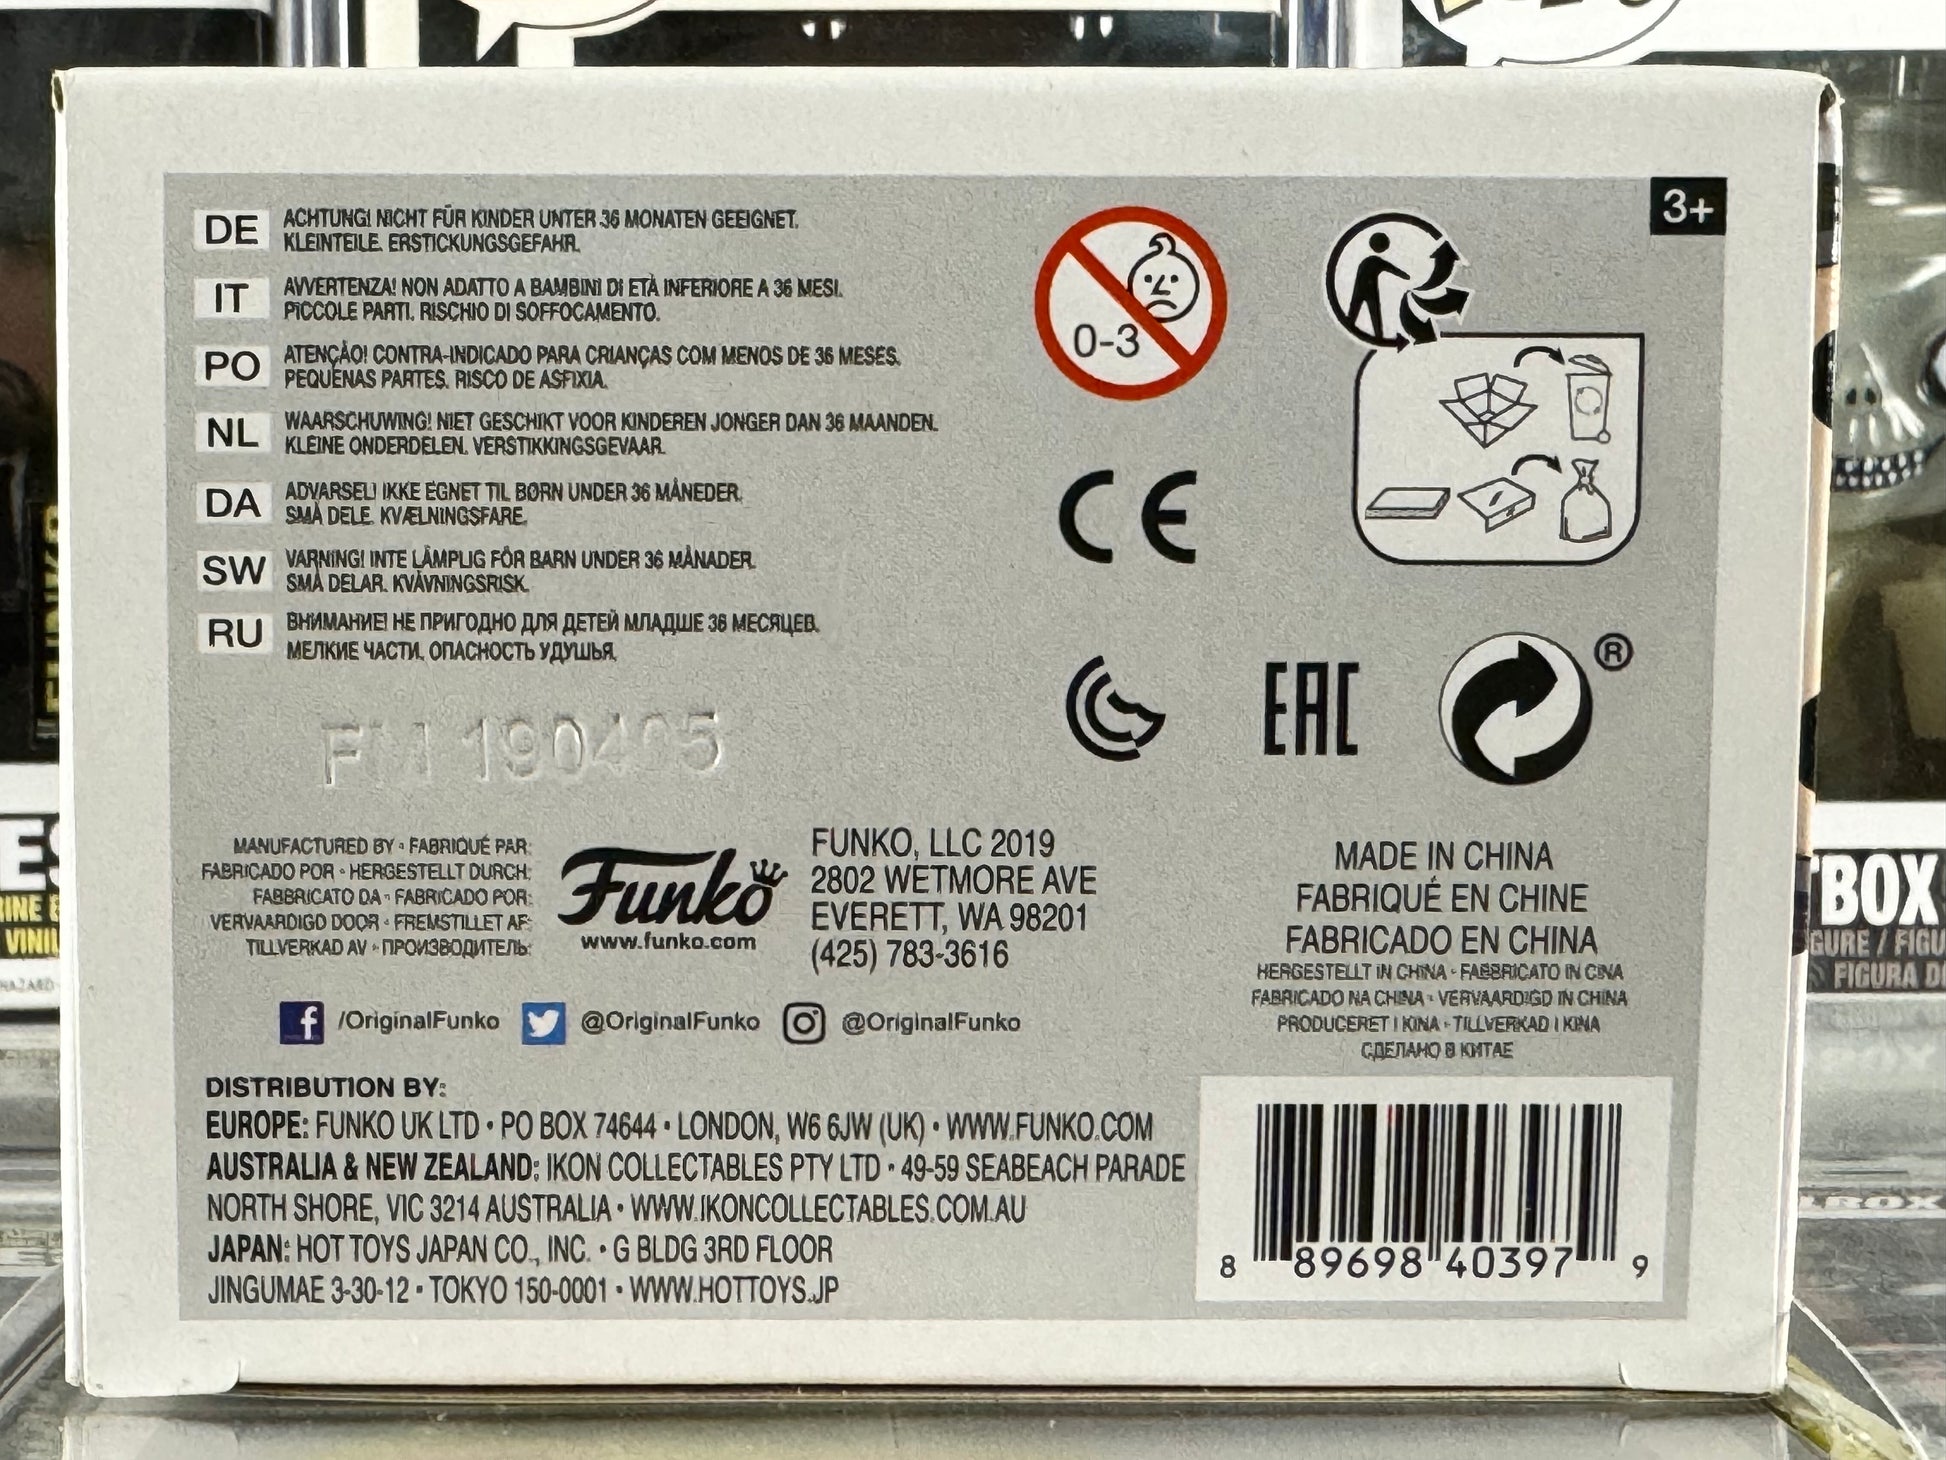 3+
DE ACHTUNG! NICHT FÜR KINDER UNTER 36 MONATEN GEEIGNET.
KLEINTEILE. ERSTICKUNGSGEFAHR.
IT AVVERTENZA! NON ADATTO A BAMBINI DI ETÀ INFERIORE A 36 MESI.
PICCOLE PARTI. RISCHIO DI SOFFOCAMENTO.
PO ATENÇÃO! CONTRA-INDICADO PARA CRIANÇAS COM MENOS DE 36 MESES.
PEQUENAS PARTES. RISCO DE ASFIXIA.
NL WAARSCHUWING! NIET GESCHIKT VOOR KINDEREN JONGER DAN 36 MAANDEN.
KLEINE ONDERDELEN. VERSTIKKINGSGEVAAR.
DA ADVARSEL! IKKE EGNET TIL BØRN UNDER 36 MÅNEDER.
SMÅ DELE. KVÆLNINGSFARE.
SW VARNING! INTE LÄMPLIG FÖR BARN UNDER 36 MÅNADER.
SMÅ DELAR. KVÄVNINGSRISK.
RU ВНИМАНИЕ! НЕ ПРИГОДНО ДЛЯ ДЕТЕЙ МЛАДШЕ 36 МЕСЯЦЕВ.
МЕЛКИЕ ЧАСТИ, ОПАСНОСТЬ УДУШЬЯ.
0-3
CE
EAC
®
MANUFACTURED BY • FABRIQUÉ PAR:
FABRICADO POR • HERGESTELLT DURCH:
FABBRICATO DA • FABRICADO POR:
VERVAARDIGD DOOR • FREMSTILLET AF:
TILLVERKAD AV • ПРОИЗВОДИТЕЛЬ:
Funko
www.funko.com
FUNKO, LLC 2019
2802 WETMORE AVE
EVERETT, WA 98201
(425) 783-3616
MADE IN CHINA
FABRIQUÉ EN CHINE
FABRICADO EN CHINA
HERGESTELLT IN CHINA • FABBRICATO IN CINA
FABRICADO NA CHINA • VERVAARDIGD IN CHINA
PRODUCERET I KINA • TILLVERKAD I KINA
СДЕЛАНО В КИТАЕ
f /OriginalFunko @OriginalFunko @OriginalFunko
DISTRIBUTION BY:
EUROPE: FUNKO UK LTD • PO BOX 74644 • LONDON, W6 6JW (UK) • WWW.FUNKO.COM
AUSTRALIA & NEW ZEALAND: IKON COLLECTABLES PTY LTD • 49-59 SEABEACH PARADE
NORTH SHORE, VIC 3214 AUSTRALIA • WWW.IKONCOLLECTABLES.COM.AU
JAPAN: HOT TOYS JAPAN CO., INC. • G BLDG 3RD FLOOR
JINGUMAE 3-30-12 • TOKYO 150-0001 • WWW.HOTTOYS.JP
8 89698 40397 9
BOX